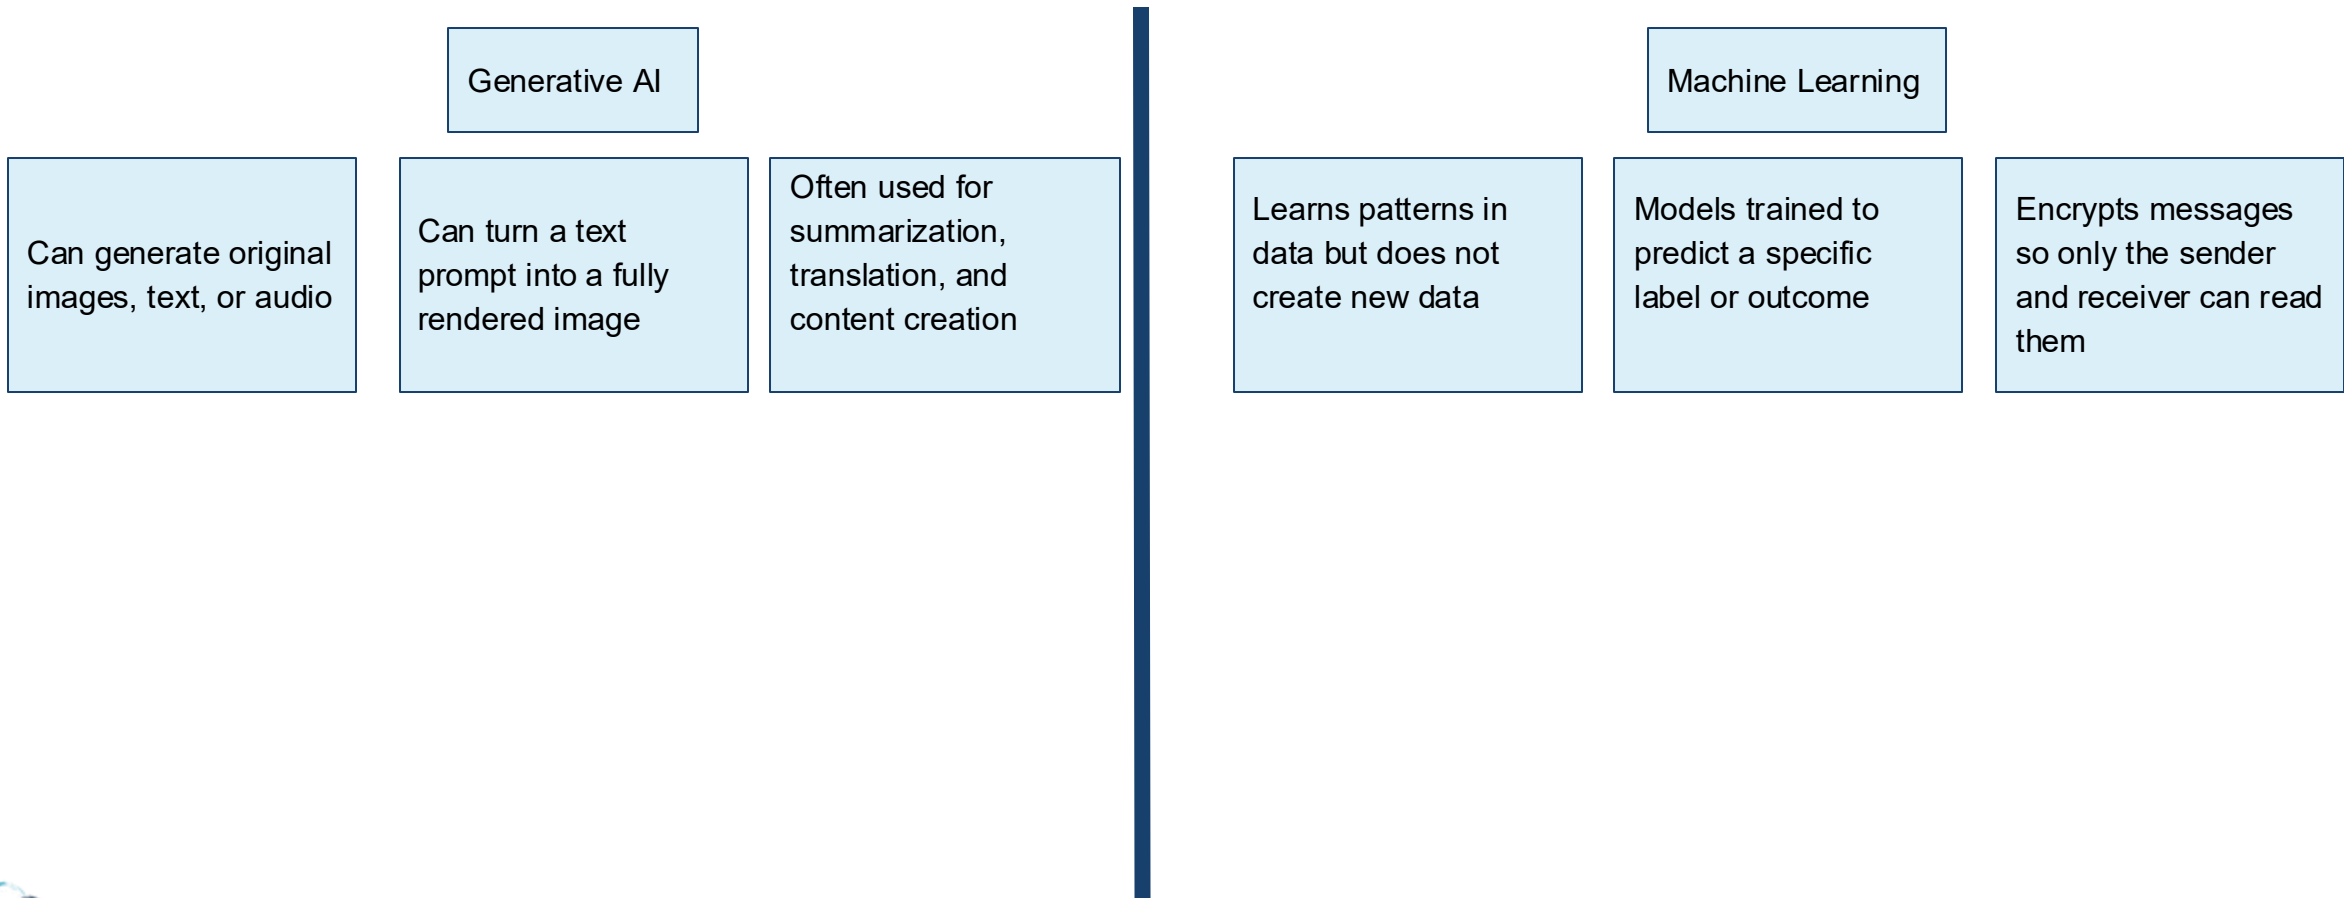 Generative AI
Machine Learning
Can generate original
images, text, or audio
Can turn a text
prompt into a fully
rendered image
Often used for
summarization,
translation, and
content creation
Learns patterns in
data but does not
create new data
Models trained to
predict a specific
label or outcome
Encrypts messages
so only the sender
and receiver can read
them